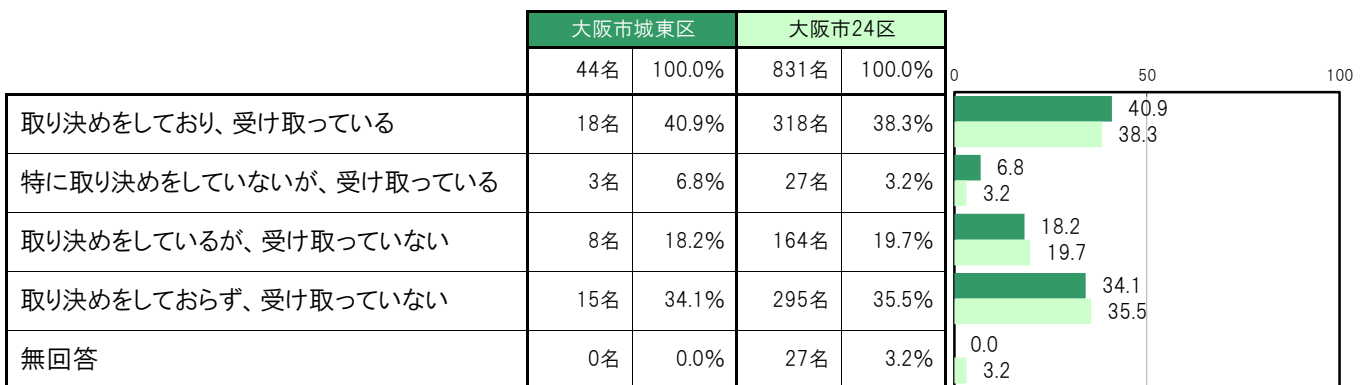 大阪市城東区 大阪市24区
44名 100.0% 831名 100.0% 0 50 100
取り決めをしており、受け取っている 18名 40.9% 318名 38.3% 40.9
38.3
特に取り決めをしていないが、受け取っている 3名 6.8% 27名 3.2% 6.8
3.2
取り決めをしているが、受け取っていない 8名 18.2% 164名 19.7% 18.2
19.7
取り決めをしておらず、受け取っていない 15名 34.1% 295名 35.5% 34.1
35.5
無回答 0名 0.0% 27名 3.2% 0.0
3.2